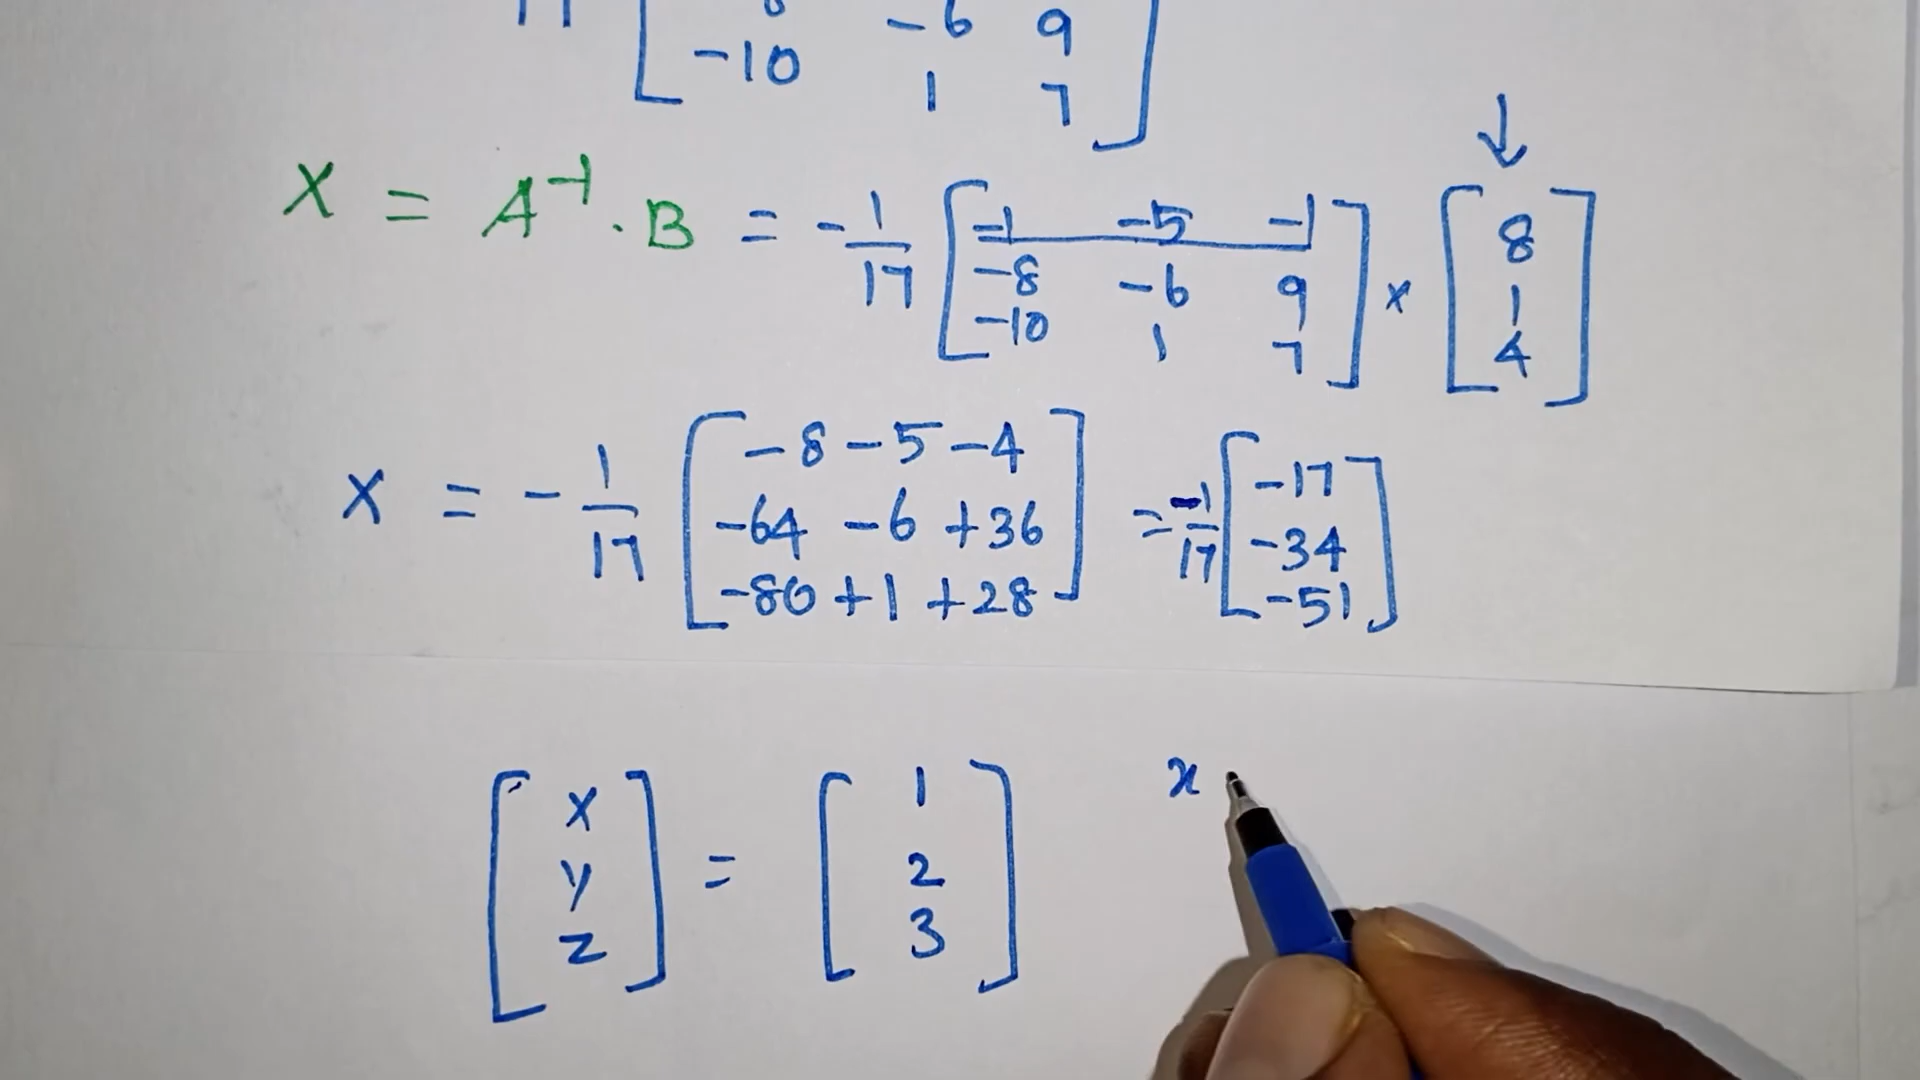 17 [ 8 -6 9
-10 1 7 ]
↓
X = A⁻¹ . B = - 1/17 [ -1 -5 -1
-8 -6 9
-10 1 7 ] × [ 8
1
4 ]
X = - 1/17 [ -8 -5 -4
-64 -6 +36
-80 +1 +28 ] = -1/17 [ -17
-34
-51 ]
[ x
y
z ] = [ 1
2
3 ]
x